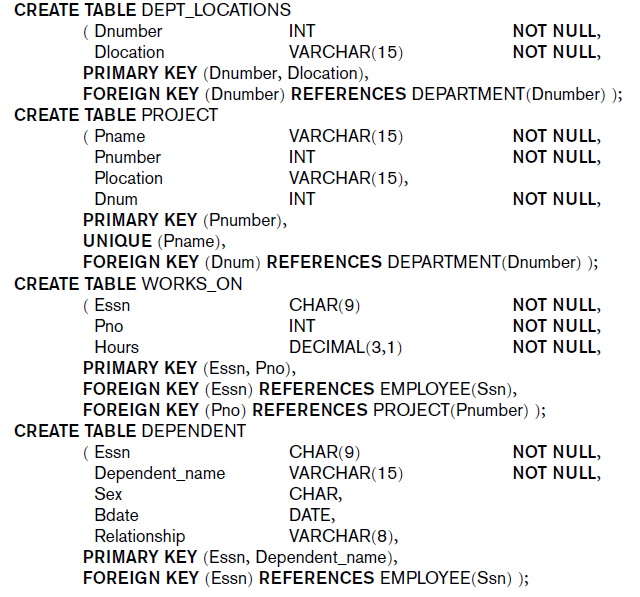 CREATE TABLE DEPT_LOCATIONS
( Dnumber INT NOT NULL,
Dlocation VARCHAR(15) NOT NULL,
PRIMARY KEY (Dnumber, Dlocation),
FOREIGN KEY (Dnumber) REFERENCES DEPARTMENT(Dnumber) );
CREATE TABLE PROJECT
( Pname VARCHAR(15) NOT NULL,
Pnumber INT NOT NULL,
Plocation VARCHAR(15),
Dnum INT NOT NULL,
PRIMARY KEY (Pnumber),
UNIQUE (Pname),
FOREIGN KEY (Dnum) REFERENCES DEPARTMENT(Dnumber) );
CREATE TABLE WORKS_ON
( Essn CHAR(9) NOT NULL,
Pno INT NOT NULL,
Hours DECIMAL(3,1) NOT NULL,
PRIMARY KEY (Essn, Pno),
FOREIGN KEY (Essn) REFERENCES EMPLOYEE(Ssn),
FOREIGN KEY (Pno) REFERENCES PROJECT(Pnumber) );
CREATE TABLE DEPENDENT
( Essn CHAR(9) NOT NULL,
Dependent_name VARCHAR(15) NOT NULL,
Sex CHAR,
Bdate DATE,
Relationship VARCHAR(8),
PRIMARY KEY (Essn, Dependent_name),
FOREIGN KEY (Essn) REFERENCES EMPLOYEE(Ssn) );